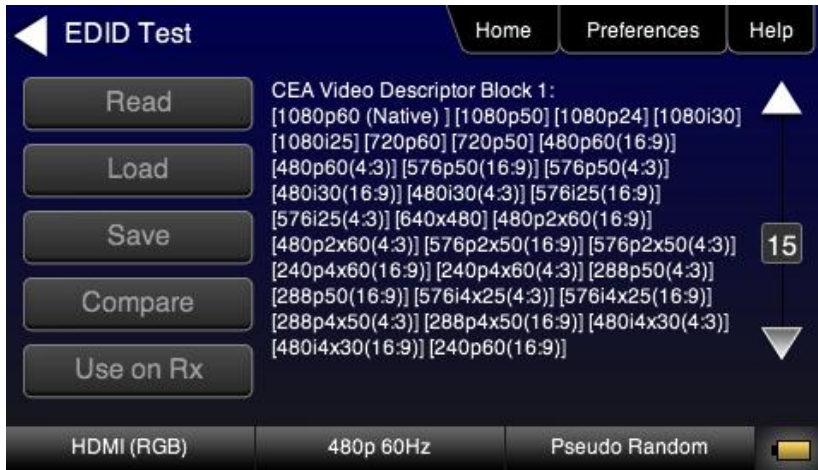 EDID Test
Home
Preferences
Help
Read
Load
Save
Compare
Use on Rx
CEA Video Descriptor Block 1:
[1080p60 (Native) ] [1080p50] [1080p24] [1080i30]
[1080i25] [720p60] [720p50] [480p60(16:9)]
[480p60(4:3)] [576p50(16:9)] [576p50(4:3)]
[480i30(16:9)] [480i30(4:3)] [576i25(16:9)]
[576i25(4:3)] [640x480] [480p2x60(16:9)]
[480p2x60(4:3)] [576p2x50(16:9)] [576p2x50(4:3)]
[240p4x60(16:9)] [240p4x60(4:3)] [288p50(4:3)]
[288p50(16:9)] [576i4x25(4:3)] [576i4x25(16:9)]
[288p4x50(4:3)] [288p4x50(16:9)] [480i4x30(4:3)]
[480i4x30(16:9)] [240p60(16:9)]
15
HDMI (RGB)
480p 60Hz
Pseudo Random